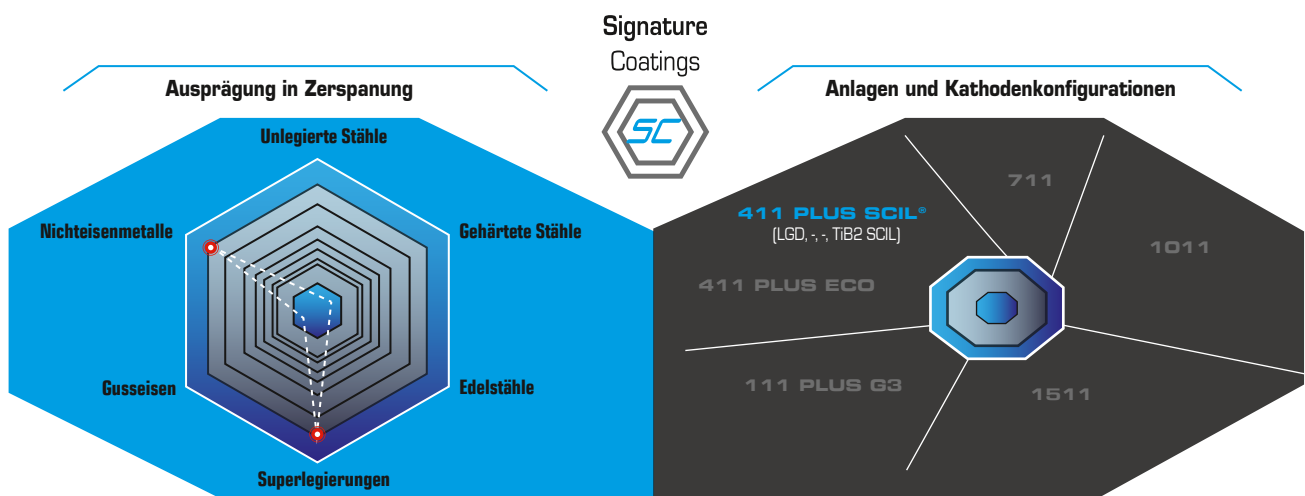 Signature
Coatings
SC
Ausprägung in Zerspanung
Unlegierte Stähle
Nichteisenmetalle
Gehärtete Stähle
Gusseisen
Edelstähle
Superlegierungen
Anlagen und Kathodenkonfigurationen
711
411 PLUS SCIL®
(LGD, -, -, TiB2 SCIL)
1011
411 PLUS ECO
111 PLUS G3
1511